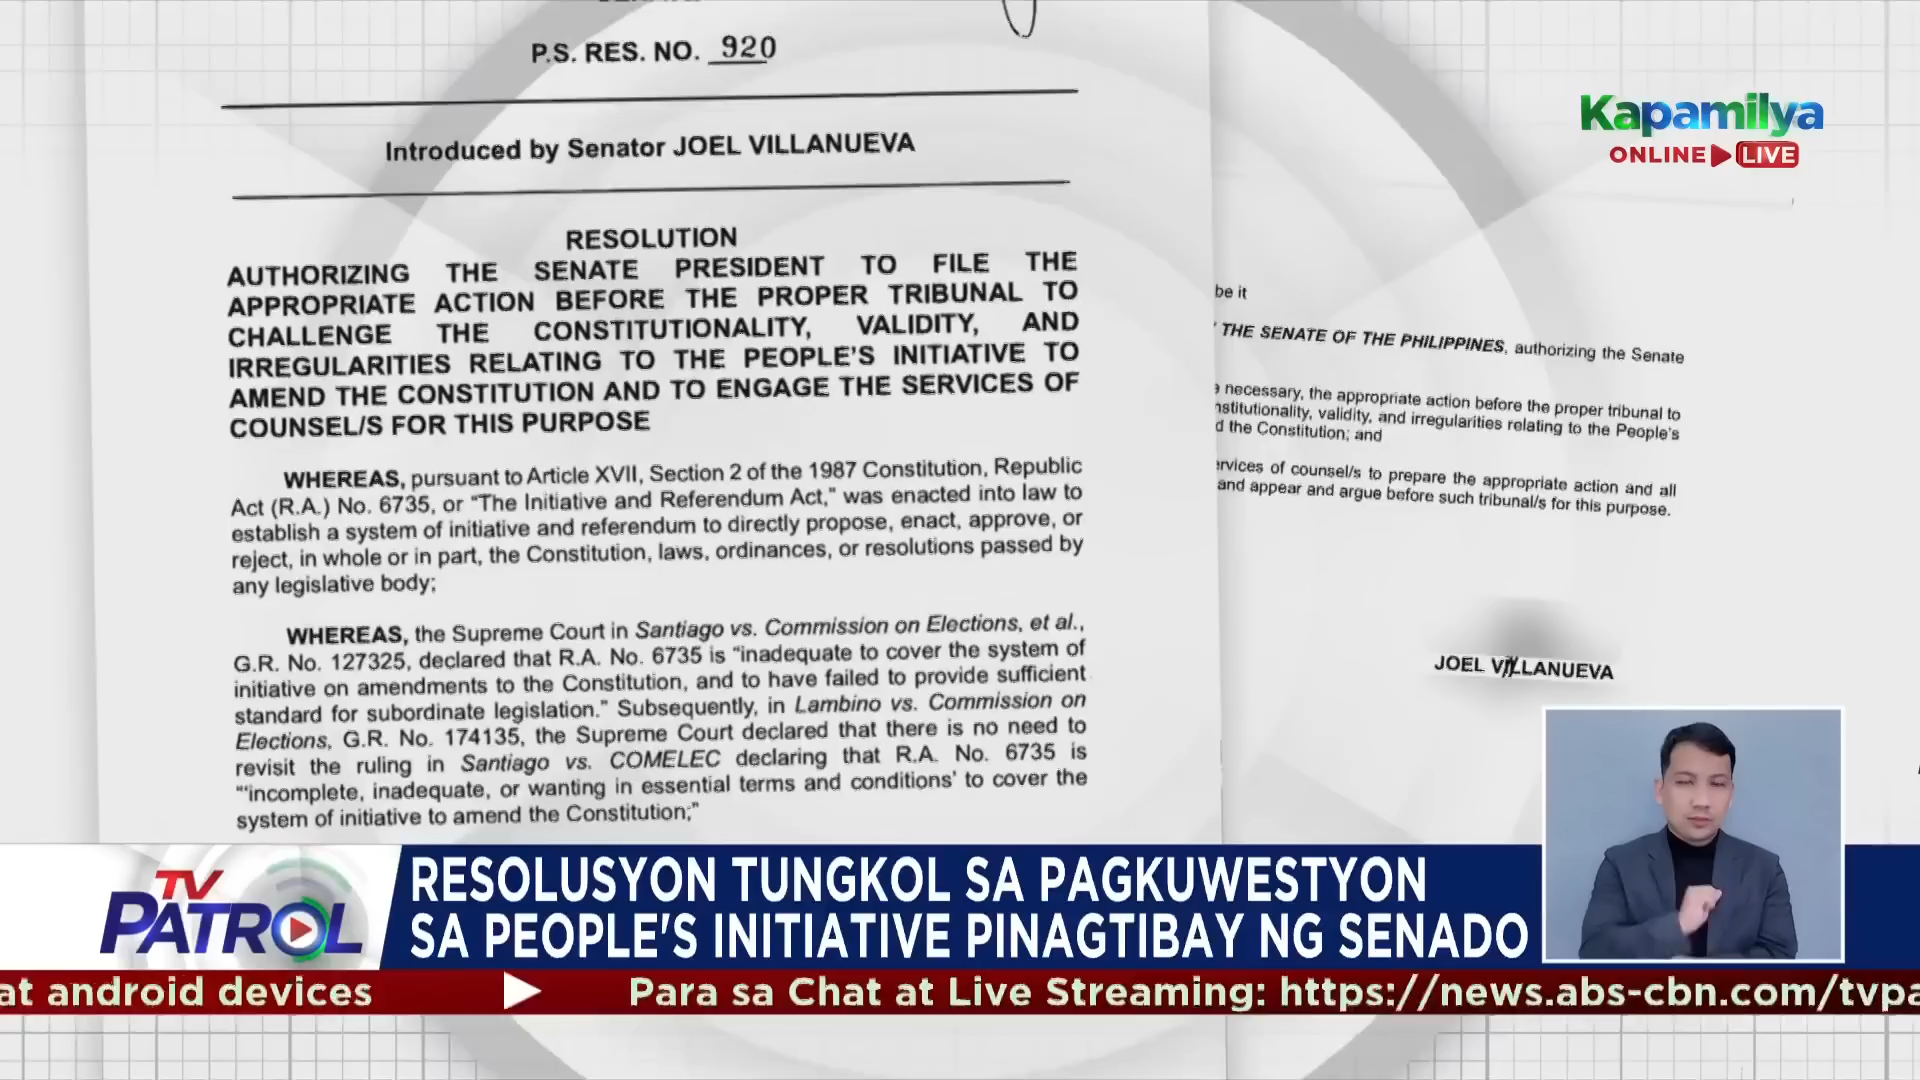 P.S. RES. NO. 920
Introduced by Senator JOEL VILLANUEVA
RESOLUTION
AUTHORIZING THE SENATE PRESIDENT TO FILE THE
APPROPRIATE ACTION BEFORE THE PROPER TRIBUNAL TO
CHALLENGE THE CONSTITUTIONALITY, VALIDITY, AND
IRREGULARITIES RELATING TO THE PEOPLE'S INITIATIVE TO
AMEND THE CONSTITUTION AND TO ENGAGE THE SERVICES OF
COUNSEL/S FOR THIS PURPOSE
WHEREAS, pursuant to Article XVII, Section 2 of the 1987 Constitution, Republic
Act (R.A.) No. 6735, or "The Initiative and Referendum Act," was enacted into law to
establish a system of initiative and referendum to directly propose, enact, approve, or
reject, in whole or in part, the Constitution, laws, ordinances, or resolutions passed by
any legislative body;
WHEREAS, the Supreme Court in Santiago vs. Commission on Elections, et al.,
G.R. No. 127325, declared that R.A. No. 6735 is "inadequate to cover the system of
initiative on amendments to the Constitution, and to have failed to provide sufficient
standard for subordinate legislation." Subsequently, in Lambino vs. Commission on
Elections, G.R. No. 174135, the Supreme Court declared that there is no need to
revisit the ruling in Santiago vs. COMELEC declaring that R.A. No. 6735 is
"'incomplete, inadequate, or wanting in essential terms and conditions' to cover the
system of initiative to amend the Constitution;"
be it
THE SENATE OF THE PHILIPPINES, authorizing the Senate
necessary, the appropriate action before the proper tribunal to
nstitutionality, validity, and irregularities relating to the People's
d the Constitution; and
ervices of counsel/s to prepare the appropriate action and all
and appear and argue before such tribunal/s for this purpose.
JOEL VILLANUEVA
Kapamilya
ONLINE LIVE
TV
PATROL
RESOLUSYON TUNGKOL SA PAGKUWESTYON
SA PEOPLE'S INITIATIVE PINAGTIBAY NG SENADO
at android devices Para sa Chat at Live Streaming: https://news.abs-cbn.com/tvpa